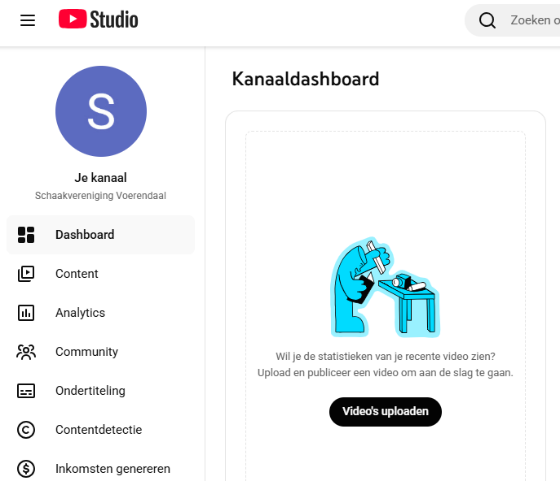 Studio
Zoeken o
S
Je kanaal
Schaakvereniging Voerendaal
Dashboard
Content
Analytics
Community
Ondertiteling
Contentdetectie
Inkomsten genereren
Kanaaldashboard
Wil je de statistieken van je recente video zien?
Upload en publiceer een video om aan de slag te gaan.
Video's uploaden